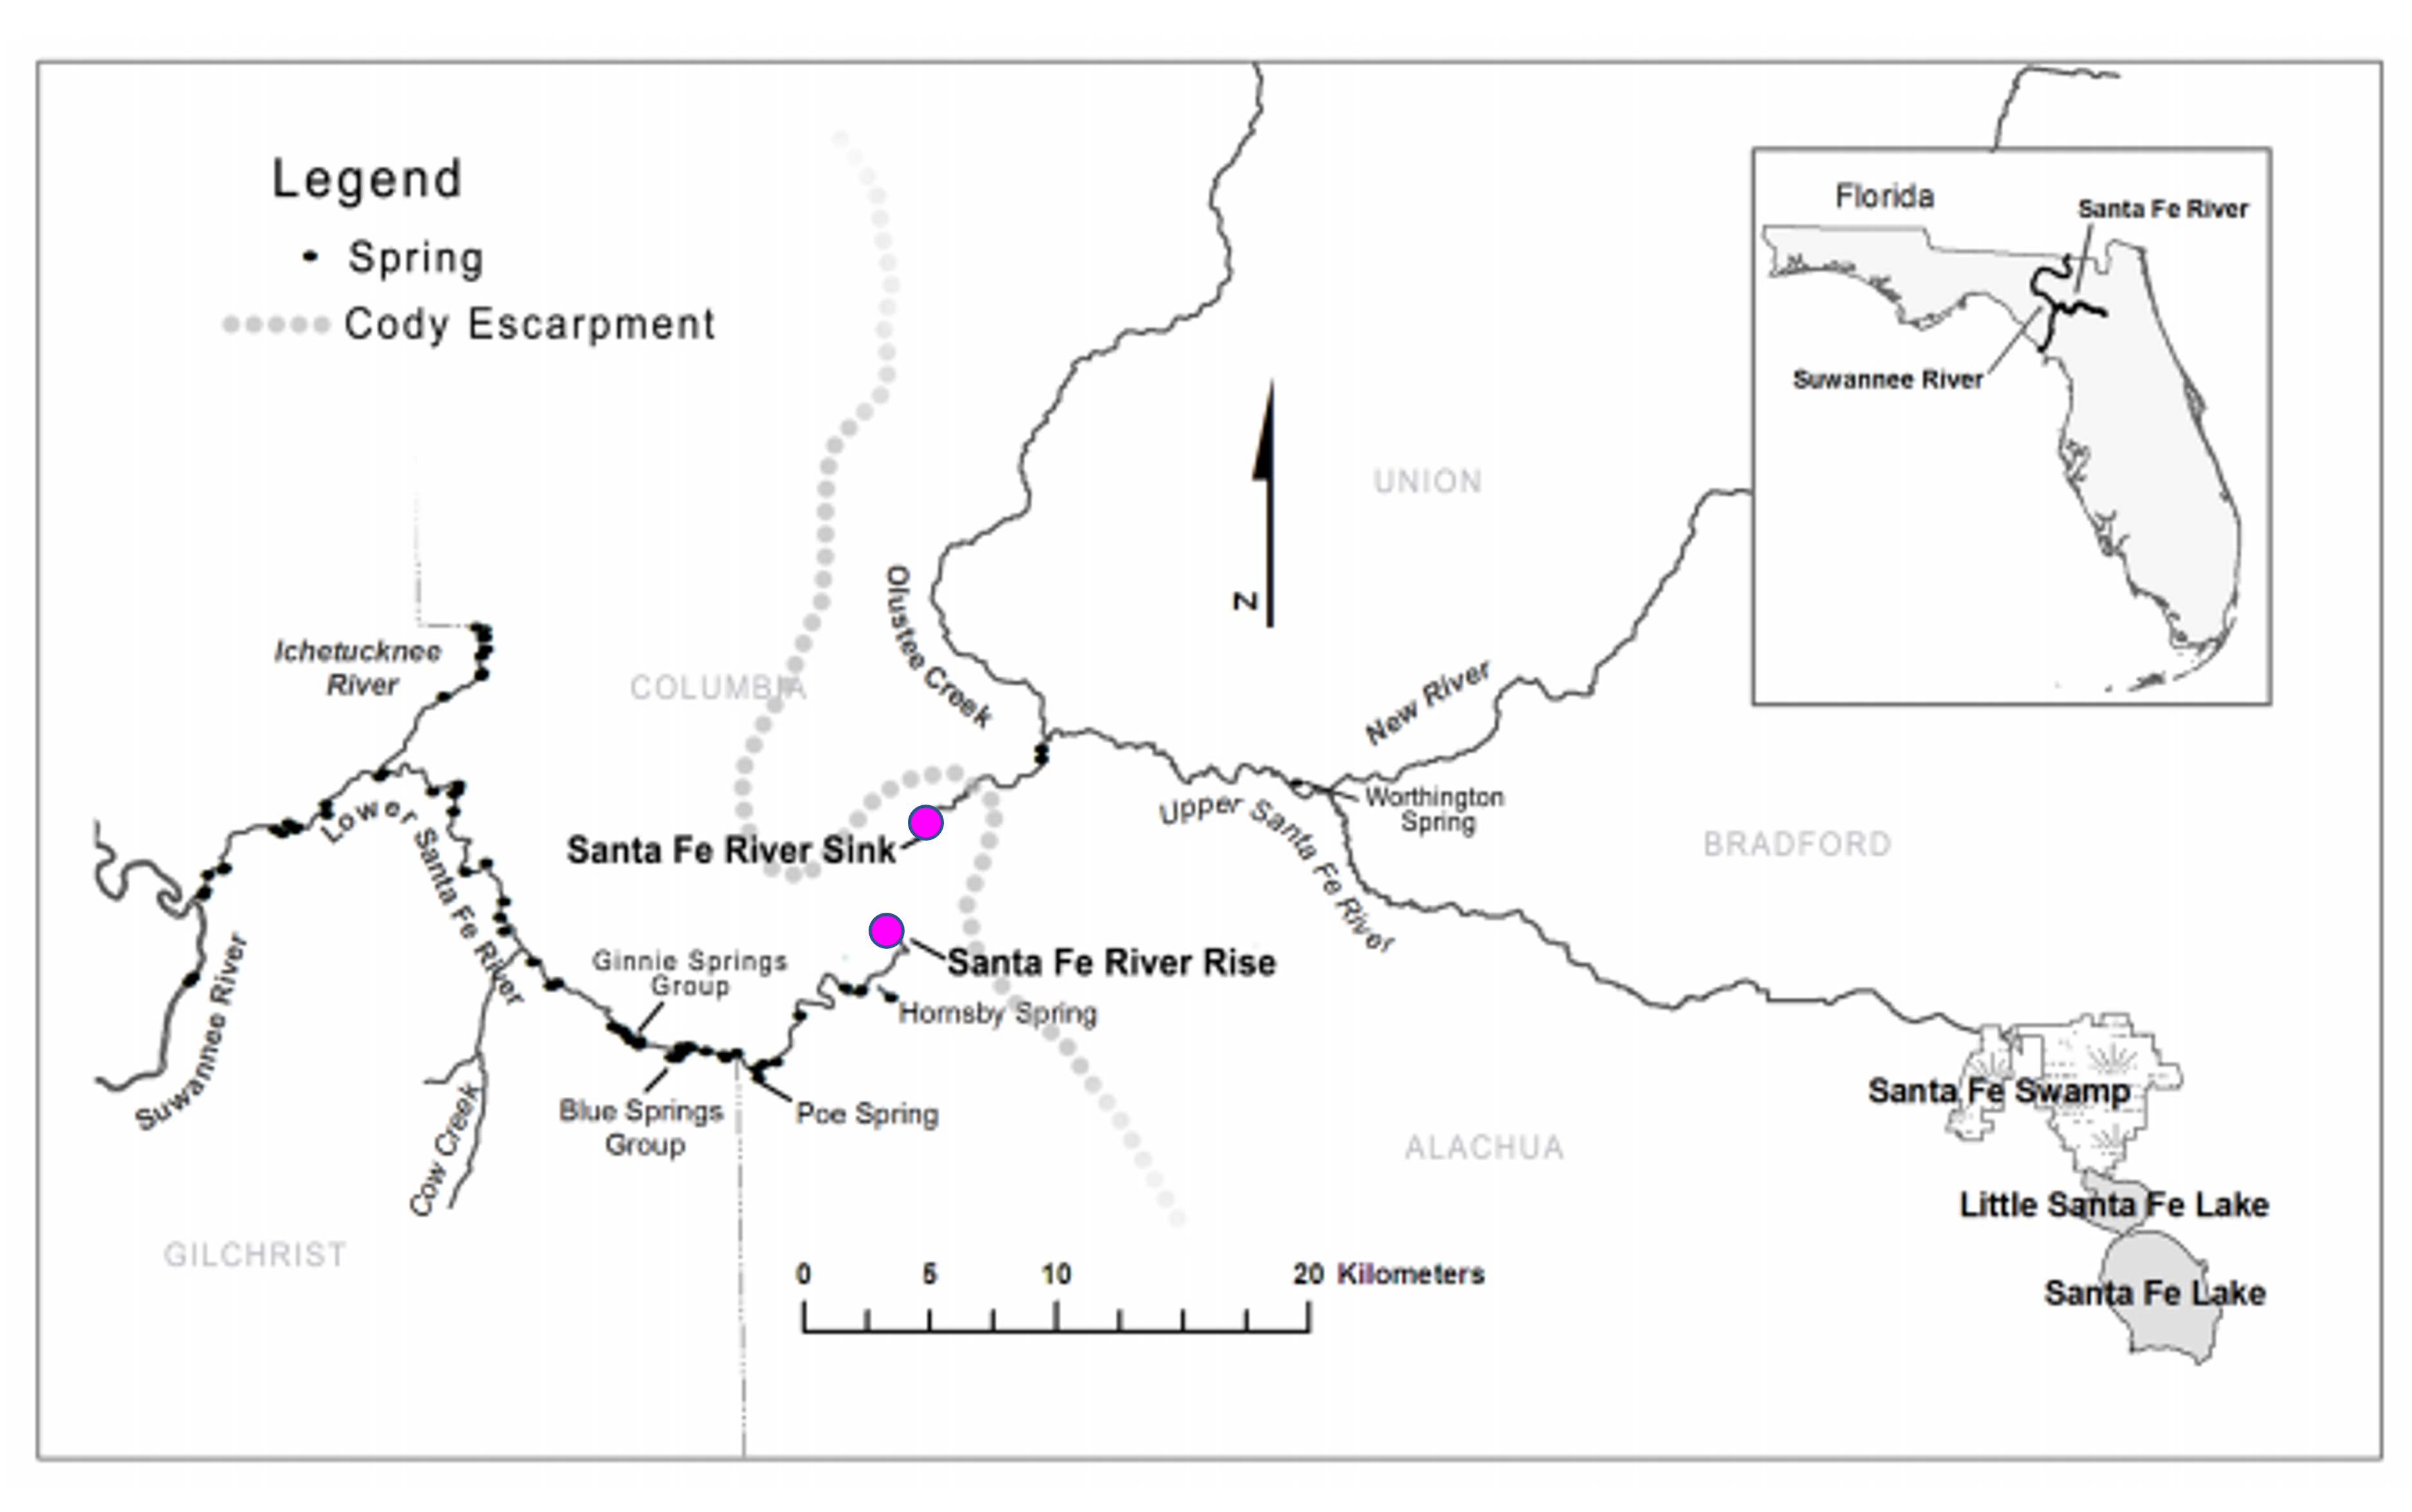 Legend
Spring
Cody Escarpment
Florida
Santa Fe River
Suwannee River
UNION
Olustee Creek
N
Ichetucknee
River
COLUMBIA
New River
Worthington
Spring
Upper Santa Fe River
BRADFORD
Lower Santa Fe River
Santa Fe River Sink
Santa Fe River Rise
Ginnie Springs
Group
Hornsby Spring
Suwannee River
Cow Creek
Blue Springs
Group
Poe Spring
Santa Fe Swamp
ALACHUA
Little Santa Fe Lake
GILCHRIST
0 5 10 20 Kilometers
Santa Fe Lake